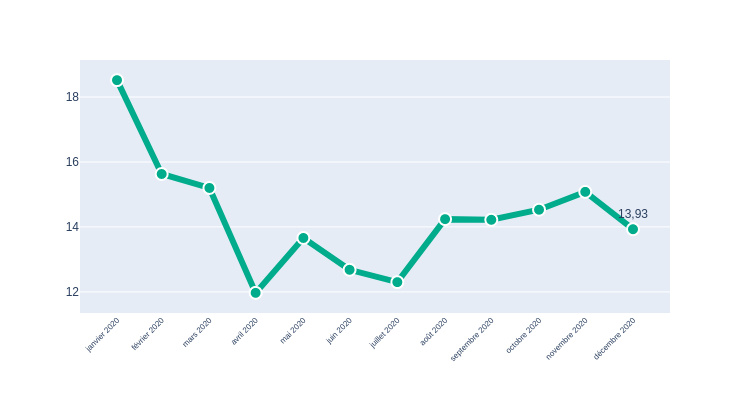 18
16
14
12
13,93
janvier 2020
février 2020
mars 2020
avril 2020
mai 2020
juin 2020
juillet 2020
août 2020
septembre 2020
octobre 2020
novembre 2020
décembre 2020